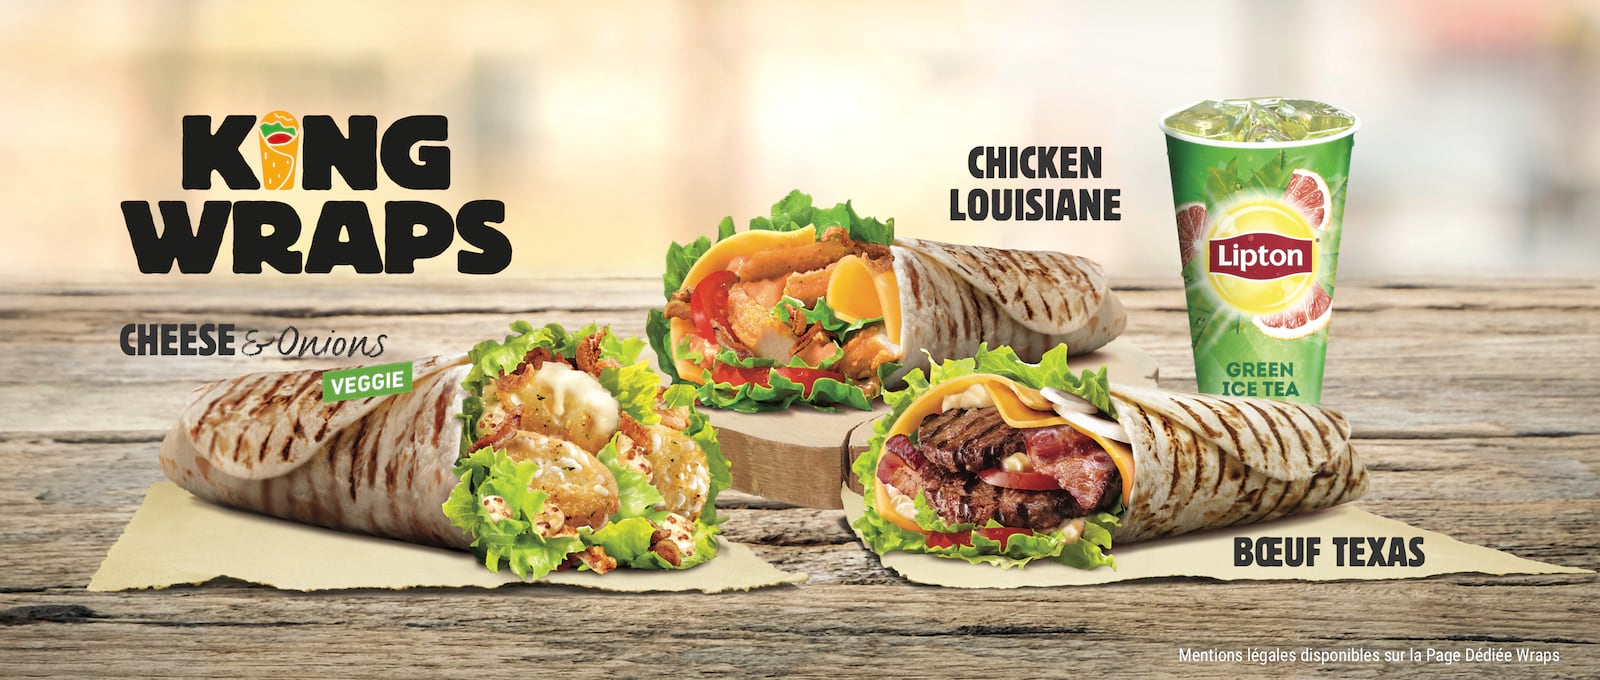 KING
WRAPS
CHEESE & Onions
VEGGIE
CHICKEN
LOUISIANE
Lipton
GREEN
ICE TEA
BŒUF TEXAS
Mentions légales disponibles sur la Page Dédiée Wraps